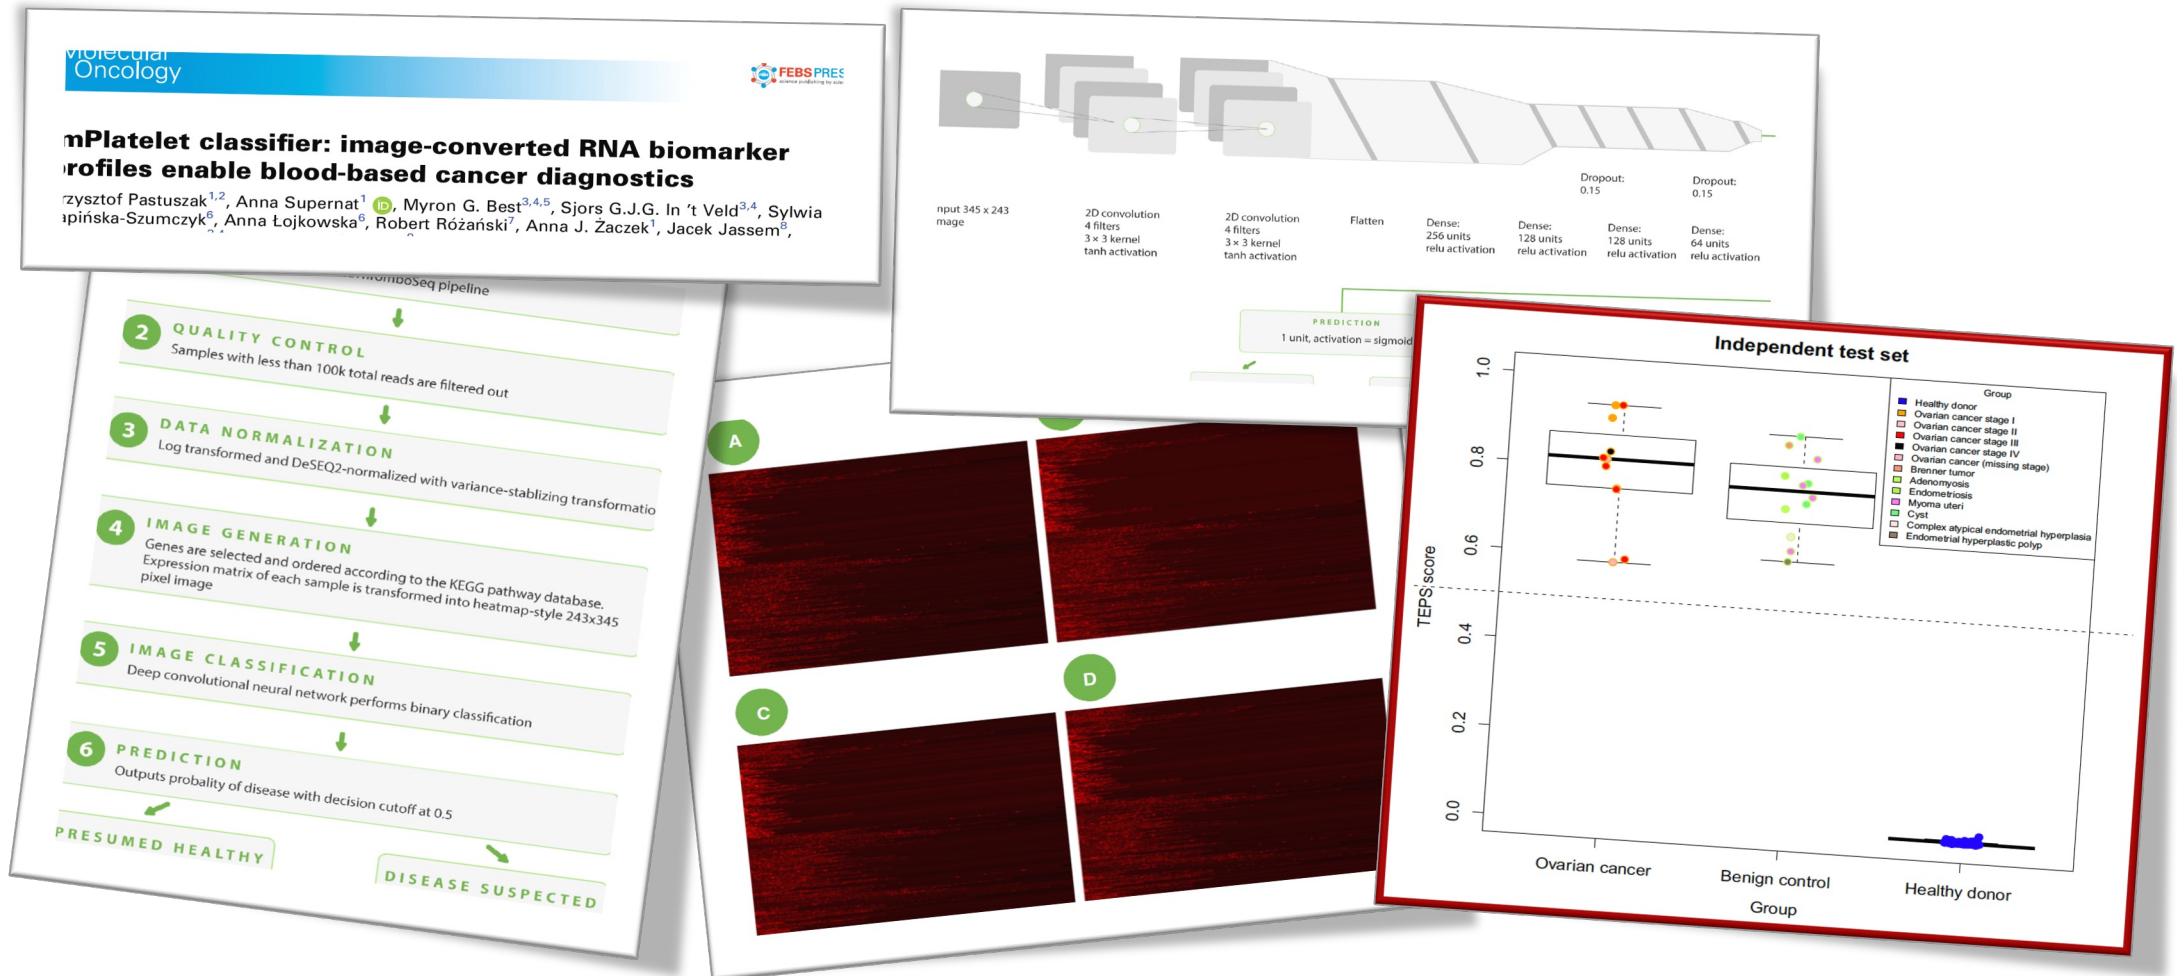 Molecular
Oncology
FEBS PRES
mPlatelet classifier: image-converted RNA biomarker
rofiles enable blood-based cancer diagnostics
rzysztof Pastuszak1,2, Anna Supernat1 iD, Myron G. Best3,4,5, Sjors G.J.G. In 't Veld3,4, Sylwia
apińska-Szumczyk6, Anna Łojkowska6, Robert Różański7, Anna J. Żaczek1, Jacek Jassem8,
pipeline
2 QUALITY CONTROL
Samples with less than 100k total reads are filtered out
3 DATA NORMALIZATION
Log transformed and DeSEQ2-normalized with variance-stablizing transformatio
4 IMAGE GENERATION
Genes are selected and ordered according to the KEGG pathway database.
Expression matrix of each sample is transformed into heatmap-style 243x345
pixel image
5 IMAGE CLASSIFICATION
Deep convolutional neural network performs binary classification
6 PREDICTION
Outputs probality of disease with decision cutoff at 0.5
PRESUMED HEALTHY
DISEASE SUSPECTED
A
C
D
Dropout:
0.15
Dropout:
0.15
nput 345 x 243
mage
2D convolution
4 filters
3 × 3 kernel
tanh activation
2D convolution
4 filters
3 × 3 kernel
tanh activation
Flatten
Dense:
256 units
relu activation
Dense:
128 units
relu activation
Dense:
128 units
relu activation
Dense:
64 units
relu activation
PREDICTION
1 unit, activation = sigmoid
Independent test set
TEPS score
1.0
0.8
0.6
0.4
0.2
0.0
Group
Healthy donor
Ovarian cancer stage I
Ovarian cancer stage II
Ovarian cancer stage III
Ovarian cancer stage IV
Ovarian cancer (missing stage)
Brenner tumor
Adenomyosis
Endometriosis
Myoma uteri
Cyst
Complex atypical endometrial hyperplasia
Endometrial hyperplastic polyp
Ovarian cancer
Benign control
Healthy donor
Group